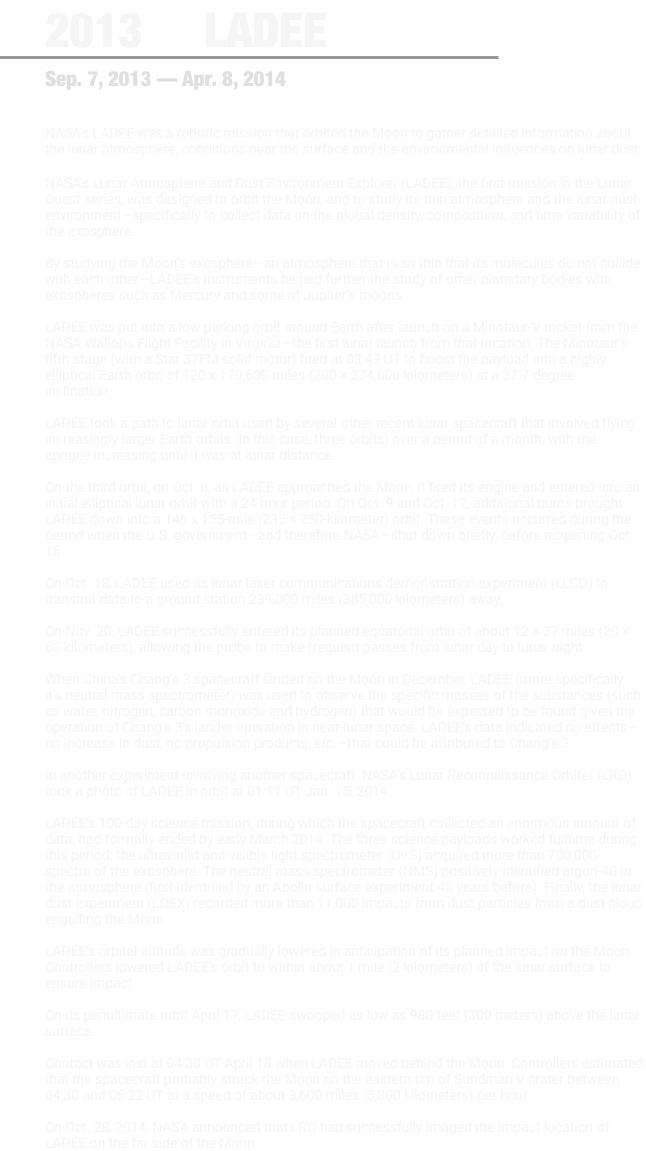 2013 LADEE
Sep. 7, 2013 — Apr. 8, 2014
NASA's LADEE was a robotic mission that orbited the Moon to gather detailed information about
the lunar atmosphere, conditions near the surface and the environmental influences on lunar dust.
NASA's Lunar Atmosphere and Dust Environment Explorer (LADEE), the first mission in the Lunar
Quest series, was designed to orbit the Moon, and to study its thin atmosphere and the lunar dust
environment—specifically to collect data on the global density, composition, and time variability of
the exosphere.
By studying the Moon's exosphere—an atmosphere that is so thin that its molecules do not collide
with each other—LADEE's instruments helped further the study of other planetary bodies with
exospheres such as Mercury and some of Jupiter's moons.
LADEE was put into a low parking orbit around Earth after launch on a Minotaur-V rocket from the
NASA Wallops Flight Facility in Virginia—the first lunar launch from that location. The Minotaur's
fifth stage (with a Star 37FM solid motor) fired at 03:43 UT to boost the payload into a highly
elliptical Earth orbit of 120 x 170,600 miles (200 × 274,600 kilometers) at a 37.7-degree
inclination.
LADEE took a path to lunar orbit used by several other recent lunar spacecraft that involved flying
increasingly larger Earth orbits (in this case, three orbits) over a period of a month, with the
apogee increasing until it was at lunar distance.
On the third orbit, on Oct. 6, as LADEE approached the Moon, it fired its engine and entered into an
initial elliptical lunar orbit with a 24-hour period. On Oct. 9 and Oct. 12, additional burns brought
LADEE down into a 146 x 155-mile (235 × 250-kilometer) orbit. These events occurred during the
period when the U.S. government—and therefore NASA—shut down briefly, before reopening Oct.
16.
On Oct. 18, LADEE used its lunar laser communications demonstration experiment (LLCD) to
transmit data to a ground station 239,000 miles (385,000 kilometers) away.
On Nov. 20, LADEE successfully entered its planned equatorial orbit of about 12 × 37 miles (20 ×
60 kilometers), allowing the probe to make frequent passes from lunar day to lunar night.
When China's Chang'e 3 spacecraft landed on the Moon in December, LADEE (more specifically,
it's neutral mass spectrometer) was used to observe the specific masses of the substances (such
as water, nitrogen, carbon monoxide and hydrogen) that would be expected to be found given the
operation of Chang'e 3's lander operation in near-lunar space. LADEE's data indicated no effects—
no increase in dust, no propulsion products, etc.—that could be attributed to Chang'e 3.
In another experiment involving another spacecraft, NASA's Lunar Reconnaissance Orbiter (LRO)
took a photo of LADEE in orbit at 01:11 UT Jan. 15, 2014.
LADEE's 100-day science mission, during which the spacecraft collected an enormous amount of
data, had formally ended by early March 2014. The three science payloads worked fulltime during
this period: the ultraviolet and visible light spectrometer (UVS) acquired more than 700,000
spectra of the exosphere. The neutral mass spectrometer (NMS) positively identified argon-40 in
the atmosphere (first identified by an Apollo surface experiment 40 years before). Finally, the lunar
dust experiment (LDEX) recorded more than 11,000 impacts from dust particles from a dust cloud
engulfing the Moon.
LADEE's orbital altitude was gradually lowered in anticipation of its planned impact on the Moon.
Controllers lowered LADEE's orbit to within about 1 mile (2 kilometers) of the lunar surface to
ensure impact.
On its penultimate orbit April 17, LADEE swooped as low as 980 feet (300 meters) above the lunar
surface.
Contact was lost at 04:30 UT April 18 when LADEE moved behind the Moon. Controllers estimated
that the spacecraft probably struck the Moon on the eastern rim of Sundman V crater between
04:30 and 05:22 UT at a speed of about 3,600 miles (5,800 kilometers) per hour.
On Oct. 28, 2014, NASA announced that LRO had successfully imaged the impact location of
LADEE on the far side of the Moon.